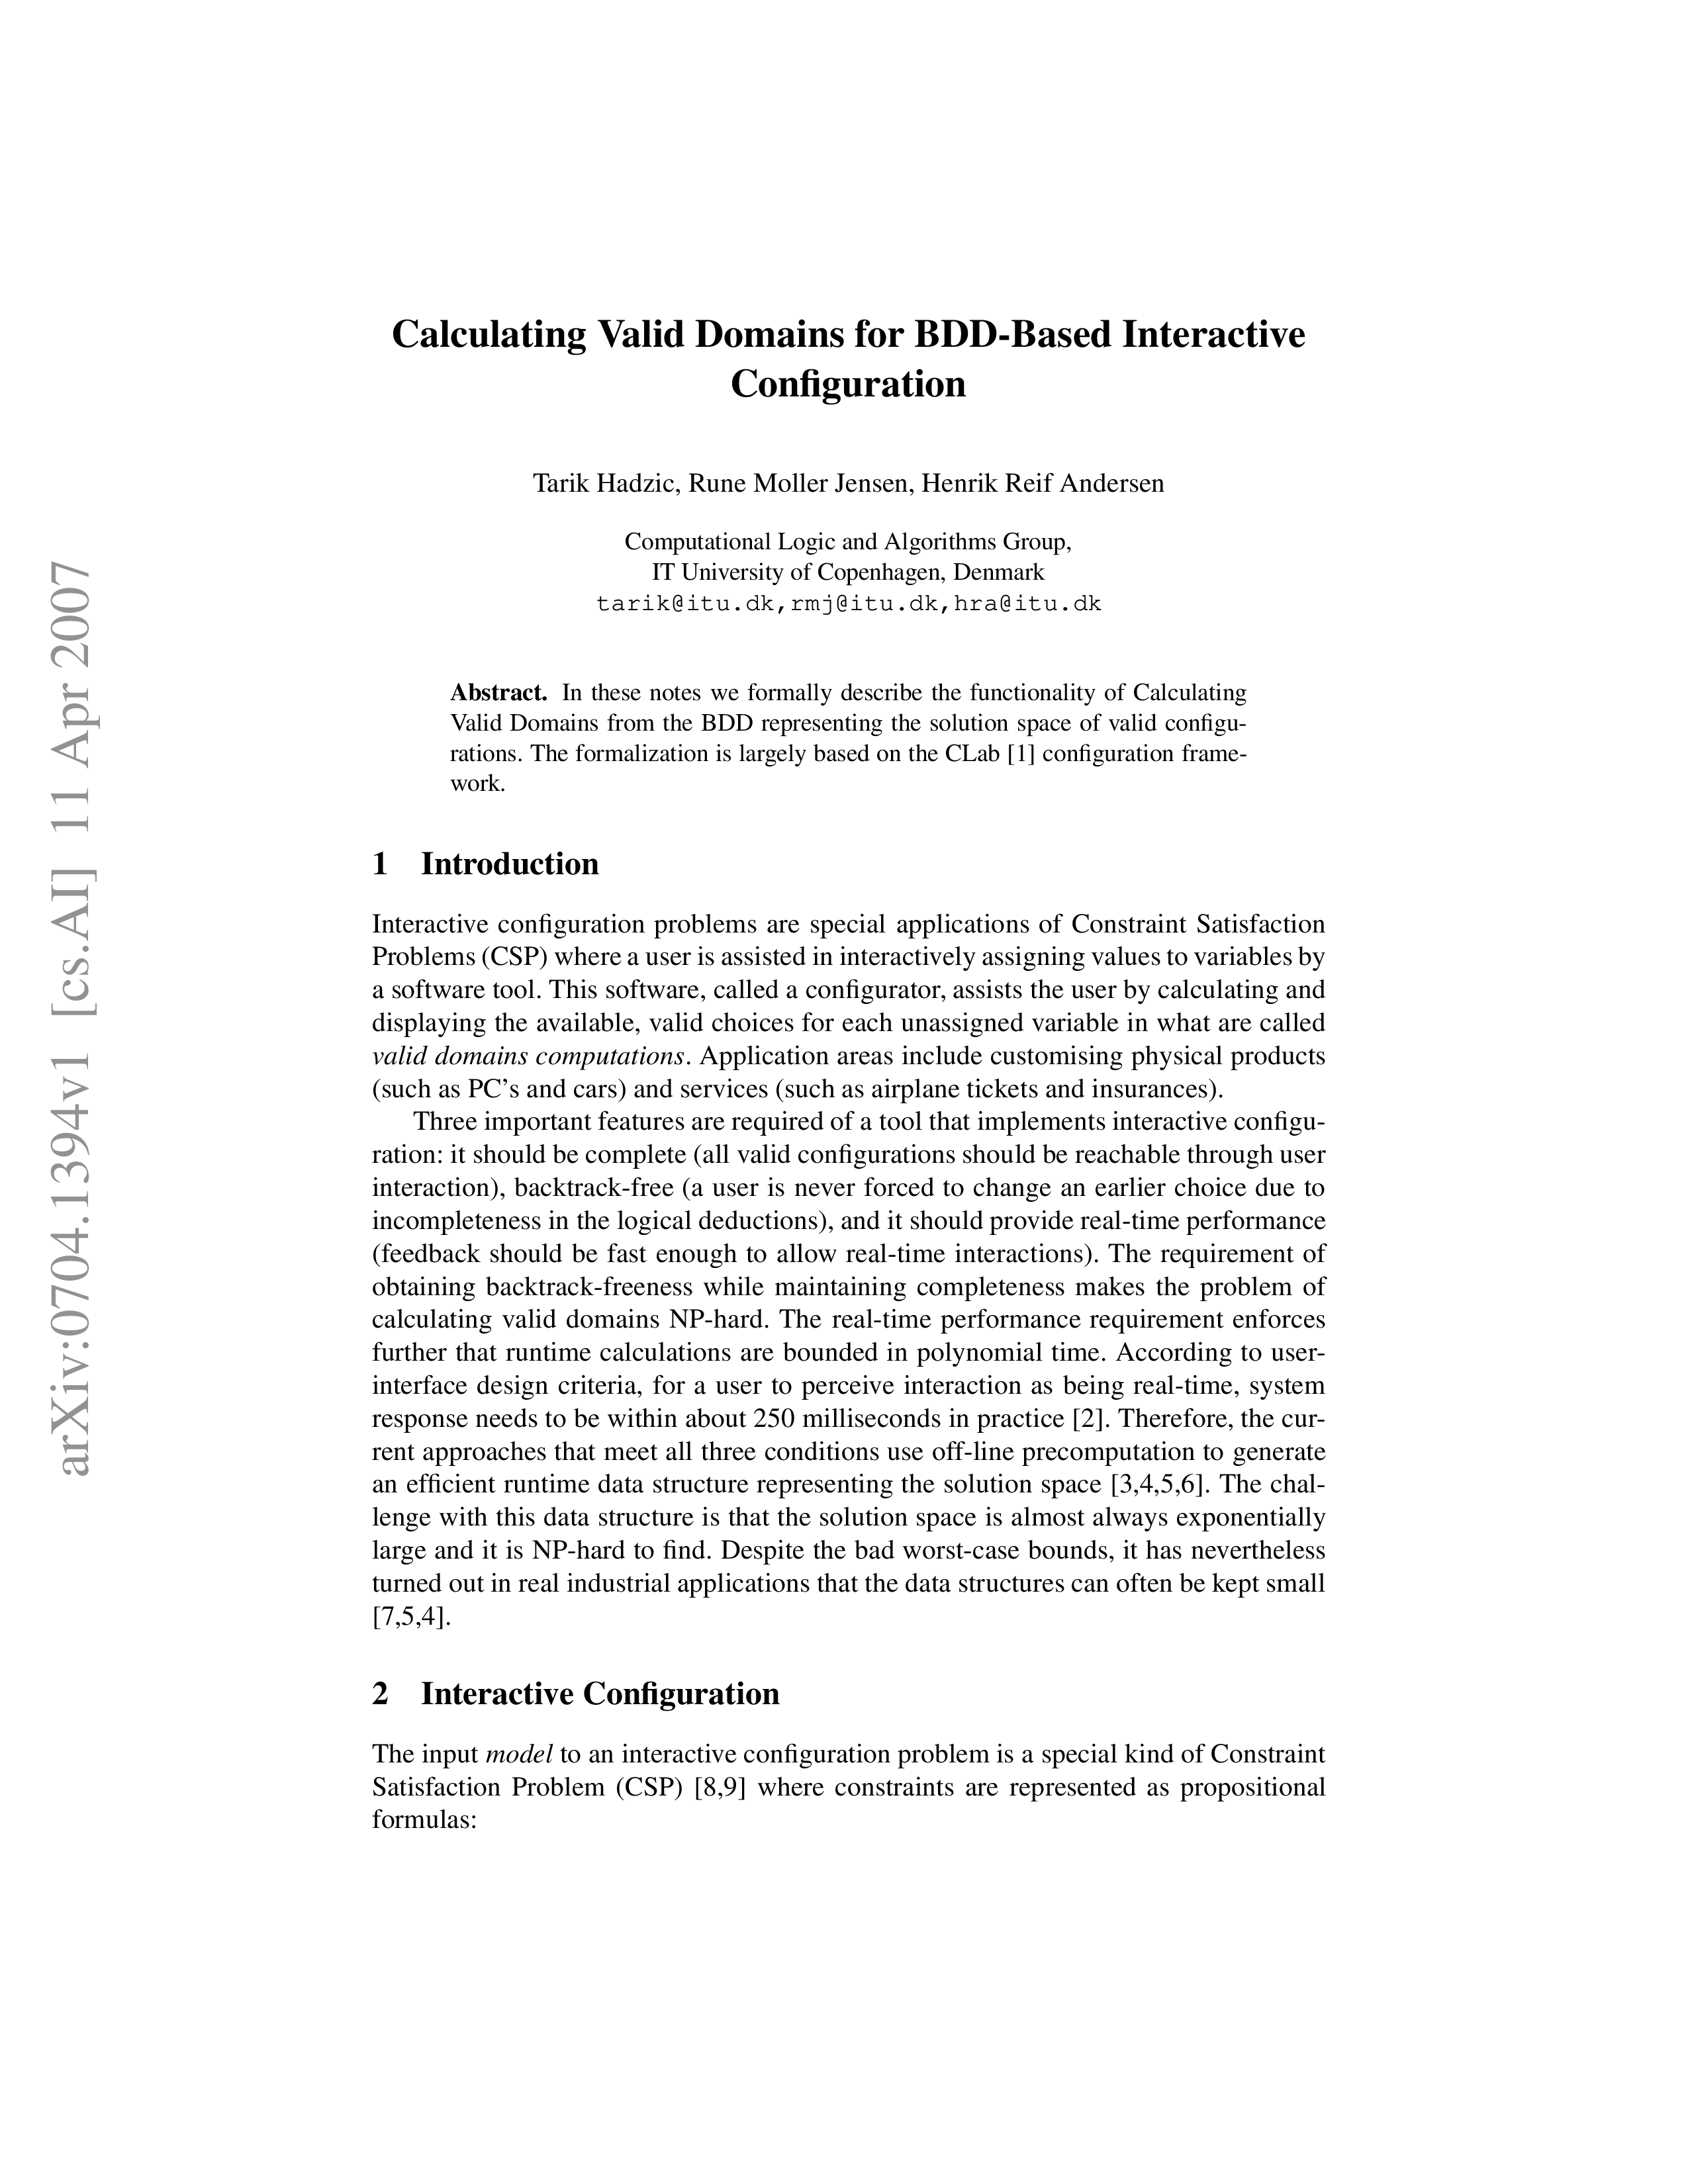 Calculating Valid Domains for BDD-Based Interactive
Configuration
Tarik Hadzic, Rune Moller Jensen, Henrik Reif Andersen
Computational Logic and Algorithms Group,
IT University of Copenhagen, Denmark
tarik@itu.dk,rmj@itu.dk,hra@itu.dk
Abstract. In these notes we formally describe the functionality of Calculating
Valid Domains from the BDD representing the solution space of valid configu-
rations. The formalization is largely based on the CLab [1] configuration frame-
work.
1 Introduction
Interactive configuration problems are special applications of Constraint Satisfaction
Problems (CSP) where a user is assisted in interactively assigning values to variables by
a software tool. This software, called a configurator, assists the user by calculating and
displaying the available, valid choices for each unassigned variable in what are called
valid domains computations. Application areas include customising physical products
(such as PC's and cars) and services (such as airplane tickets and insurances).
Three important features are required of a tool that implements interactive configu-
ration: it should be complete (all valid configurations should be reachable through user
interaction), backtrack-free (a user is never forced to change an earlier choice due to
incompleteness in the logical deductions), and it should provide real-time performance
(feedback should be fast enough to allow real-time interactions). The requirement of
obtaining backtrack-freeness while maintaining completeness makes the problem of
calculating valid domains NP-hard. The real-time performance requirement enforces
further that runtime calculations are bounded in polynomial time. According to user-
interface design criteria, for a user to perceive interaction as being real-time, system
response needs to be within about 250 milliseconds in practice [2]. Therefore, the cur-
rent approaches that meet all three conditions use off-line precomputation to generate
an efficient runtime data structure representing the solution space [3,4,5,6]. The chal-
lenge with this data structure is that the solution space is almost always exponentially
large and it is NP-hard to find. Despite the bad worst-case bounds, it has nevertheless
turned out in real industrial applications that the data structures can often be kept small
[7,5,4].
2 Interactive Configuration
The input model to an interactive configuration problem is a special kind of Constraint
Satisfaction Problem (CSP) [8,9] where constraints are represented as propositional
formulas:
arXiv:0704.1394v1 [cs.AI] 11 Apr 2007